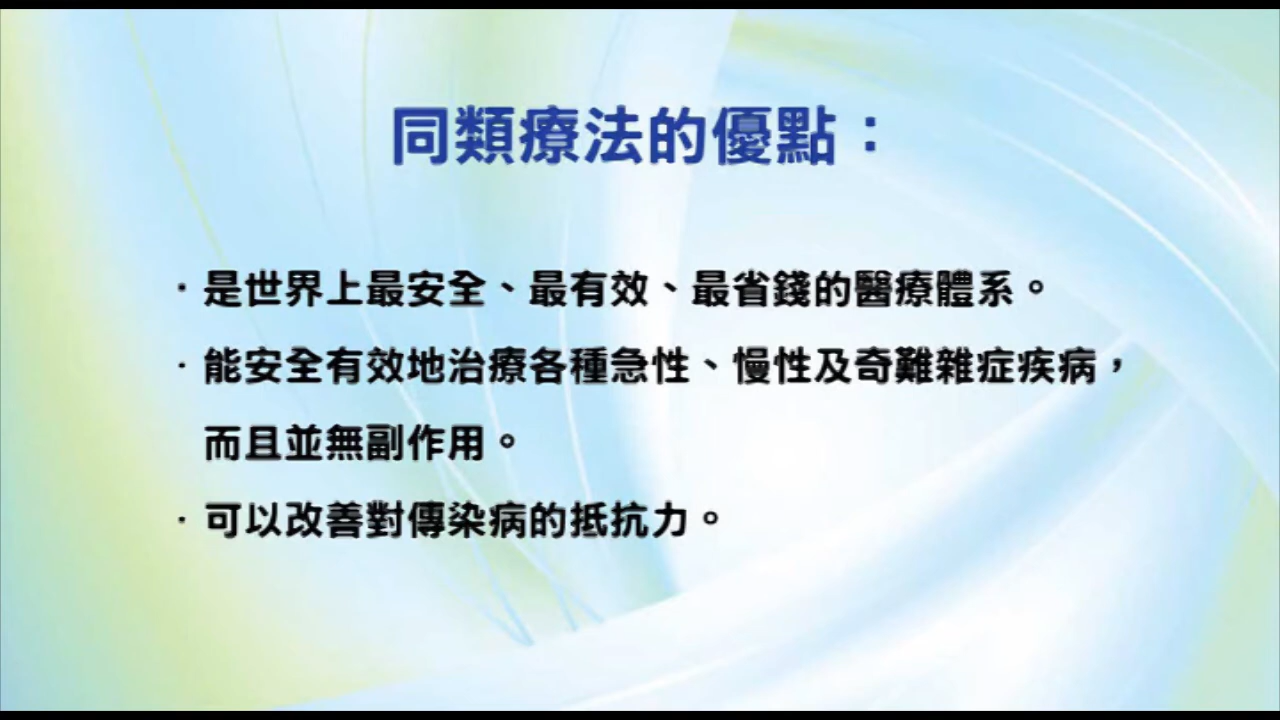 同類療法的優點：
· 是世界上最安全、最有效、最省錢的醫療體系。
· 能安全有效地治療各種急性、慢性及奇難雜症疾病，
而且並無副作用。
· 可以改善對傳染病的抵抗力。